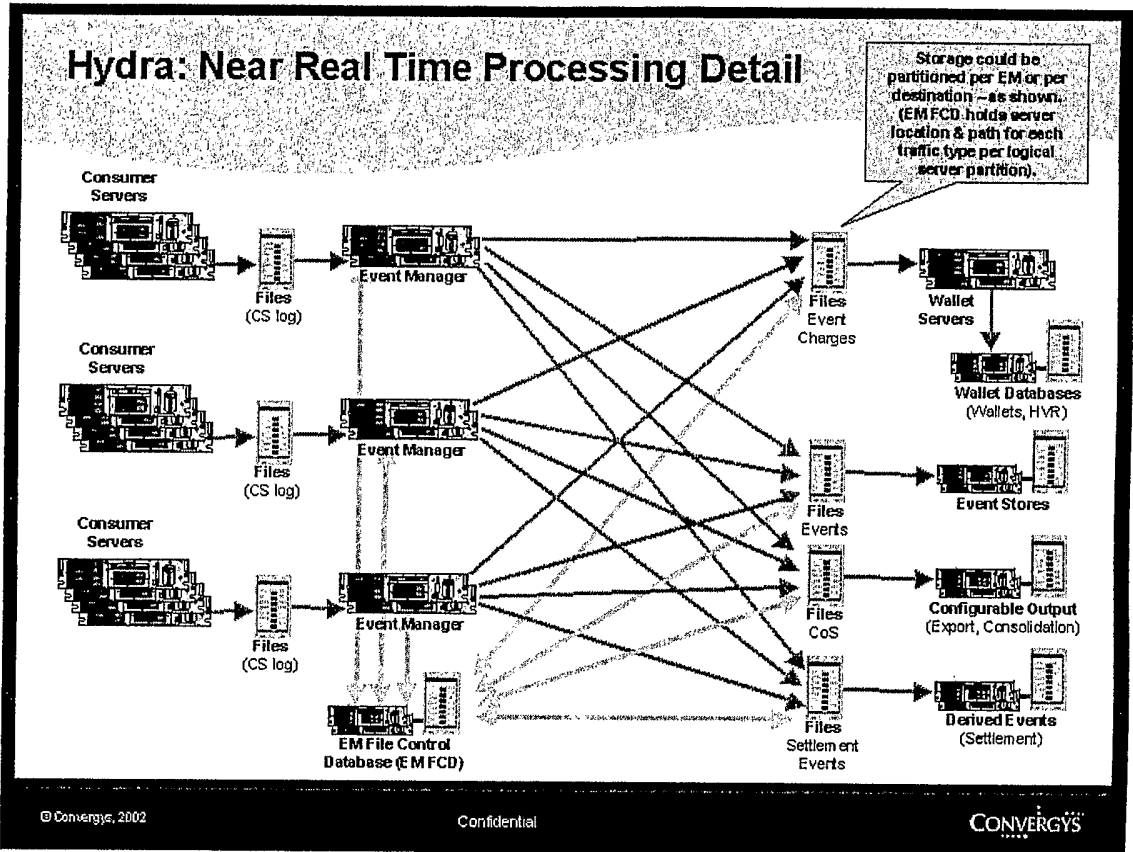 Hydra: Near Real Time Processing Detail
Storage could be
partitioned per EM or per
destination – as shown.
(EM FCD holds server
location & path for each
traffic type per logical
server partition).
Consumer
Servers
Files
(CS log)
Event Manager
Files
Event
Charges
Wallet
Servers
Wallet Databases
(Wallets, HVR)
Consumer
Servers
Files
(CS log)
Event Manager
Files
Events
Event Stores
Consumer
Servers
Files
(CS log)
Event Manager
Files
CoS
Configurable Output
(Export, Consolidation)
EM File Control
Database (EM FCD)
Files
Settlement
Events
Derived Events
(Settlement)
© Convergys, 2002
Confidential
CONVERGYS